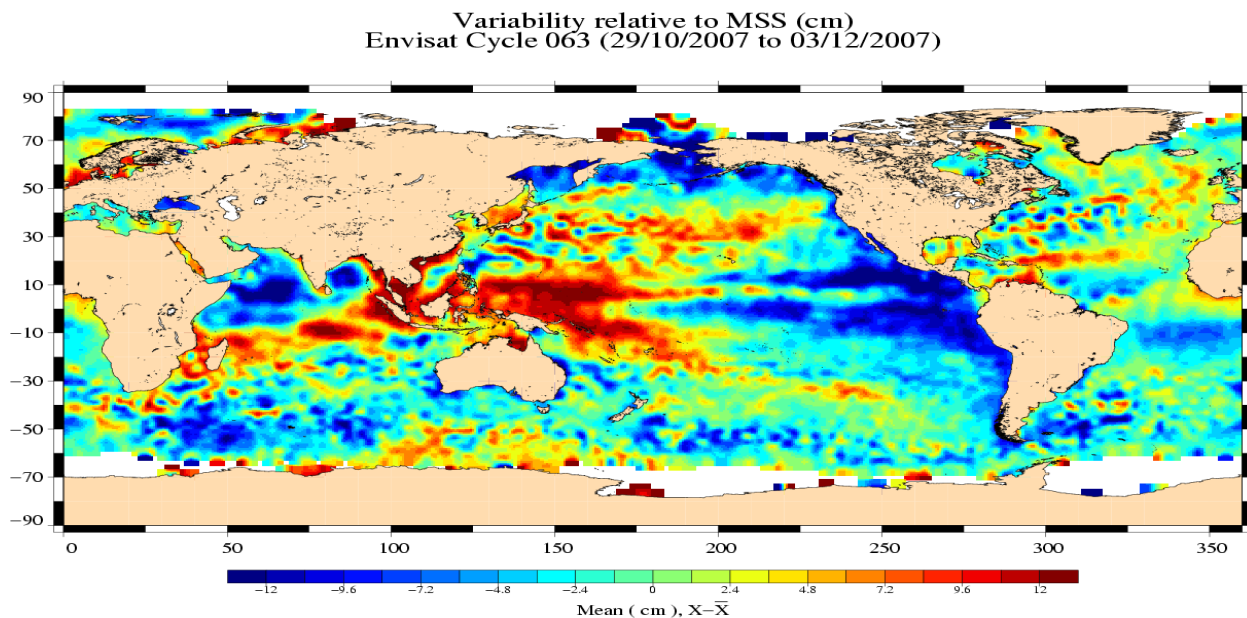 Variability relative to MSS (cm)
Envisat Cycle 063 (29/10/2007 to 03/12/2007)
90
70
50
30
10
−10
−30
−50
−70
−90
0 50 100 150 200 250 300 350
−12 −9.6 −7.2 −4.8 −2.4 0 2.4 4.8 7.2 9.6 12
Mean ( cm ), X−X̅